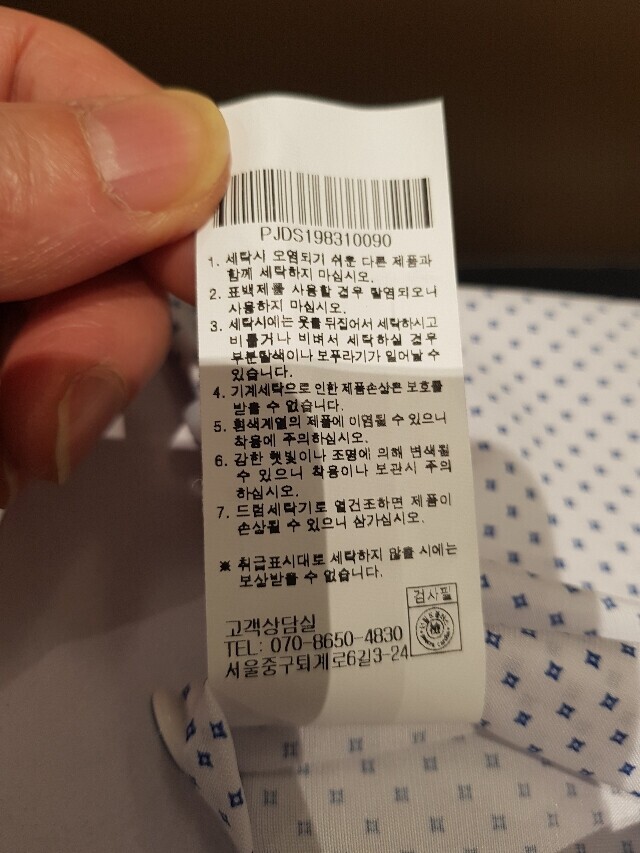 PJDS198310090
1. 세탁시 오염되기 쉬운 다른 제품과
함께 세탁하지 마십시오.
2. 표백제를 사용할 경우 탈염되오니
사용하지 마십시오.
3. 세탁시에는 옷를 뒤집어서 세탁하시고
비틀거나 비벼서 세탁하실 경우
부분탈색이나 보푸라기가 일어날 수
있습니다.
4. 기계세탁으로 인한 제품손상은 보호를
받을 수 없습니다.
5. 흰색계열의 제품에 이염될 수 있으니
착용에 주의하십시오.
6. 강한 햇빛이나 조명에 의해 변색될
수 있으니 착용이나 보관시 주의
하십시오.
7. 드럼세탁기로 열건조하면 제품이
손상될 수 있으니 삼가십시오.
※ 취급표시대로 세탁하지 않을 시에는
보상받을 수 없습니다.
검사필
고객상담실
TEL: 070-8650-4830
서울중구퇴계로6길3-24